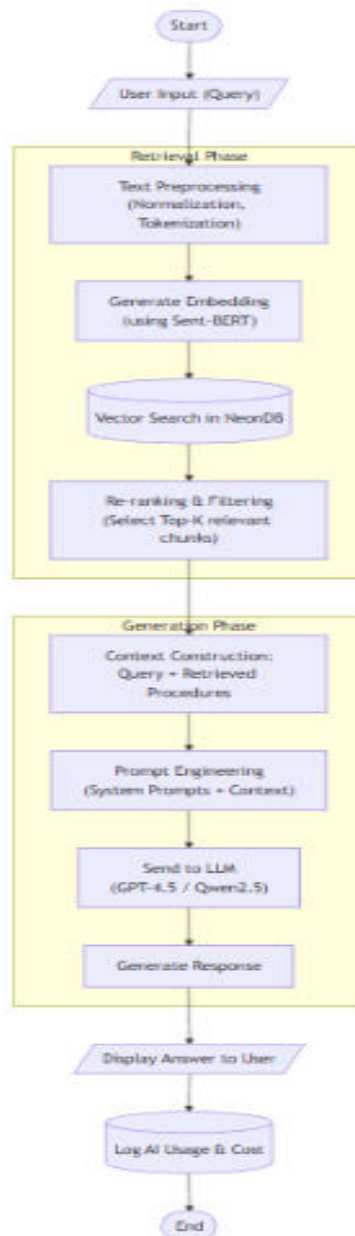 Start
User Input (Query)
Retrieval Phase
Text Preprocessing
(Normalization,
Tokenization)
Generate Embedding
(using Sent-BERT)
Vector Search in NeonDB
Re-ranking & Filtering
(Select Top-K relevant
chunks)
Generation Phase
Context Construction:
Query + Retrieved
Procedures
Prompt Engineering
(System Prompts + Context)
Send to LLM
(GPT-4.5 / Qwen2.5)
Generate Response
Display Answer to User
Log AI Usage & Cost
End